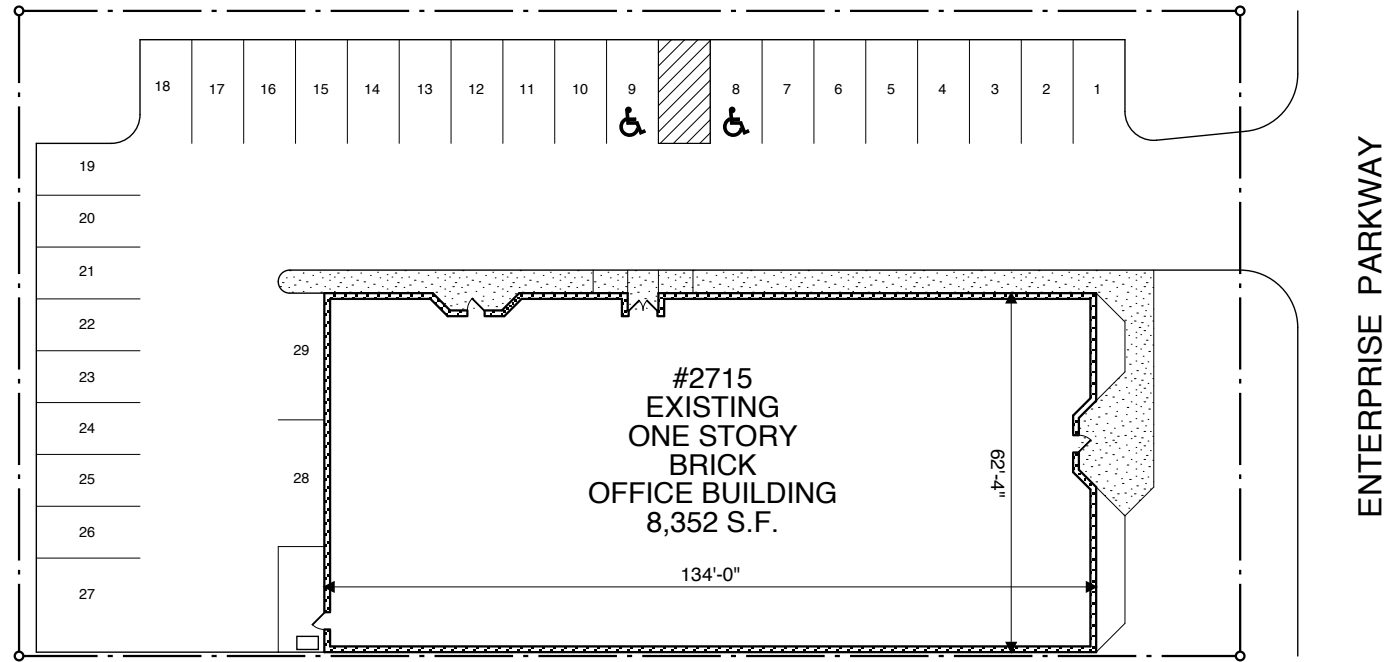 18 17 16 15 14 13 12 11 10 9 8 7 6 5 4 3 2 1
19
20
21
22
23
24
25
26
27
29
28
#2715
EXISTING
ONE STORY
BRICK
OFFICE BUILDING
8,352 S.F.
62'-4"
134'-0"
ENTERPRISE PARKWAY